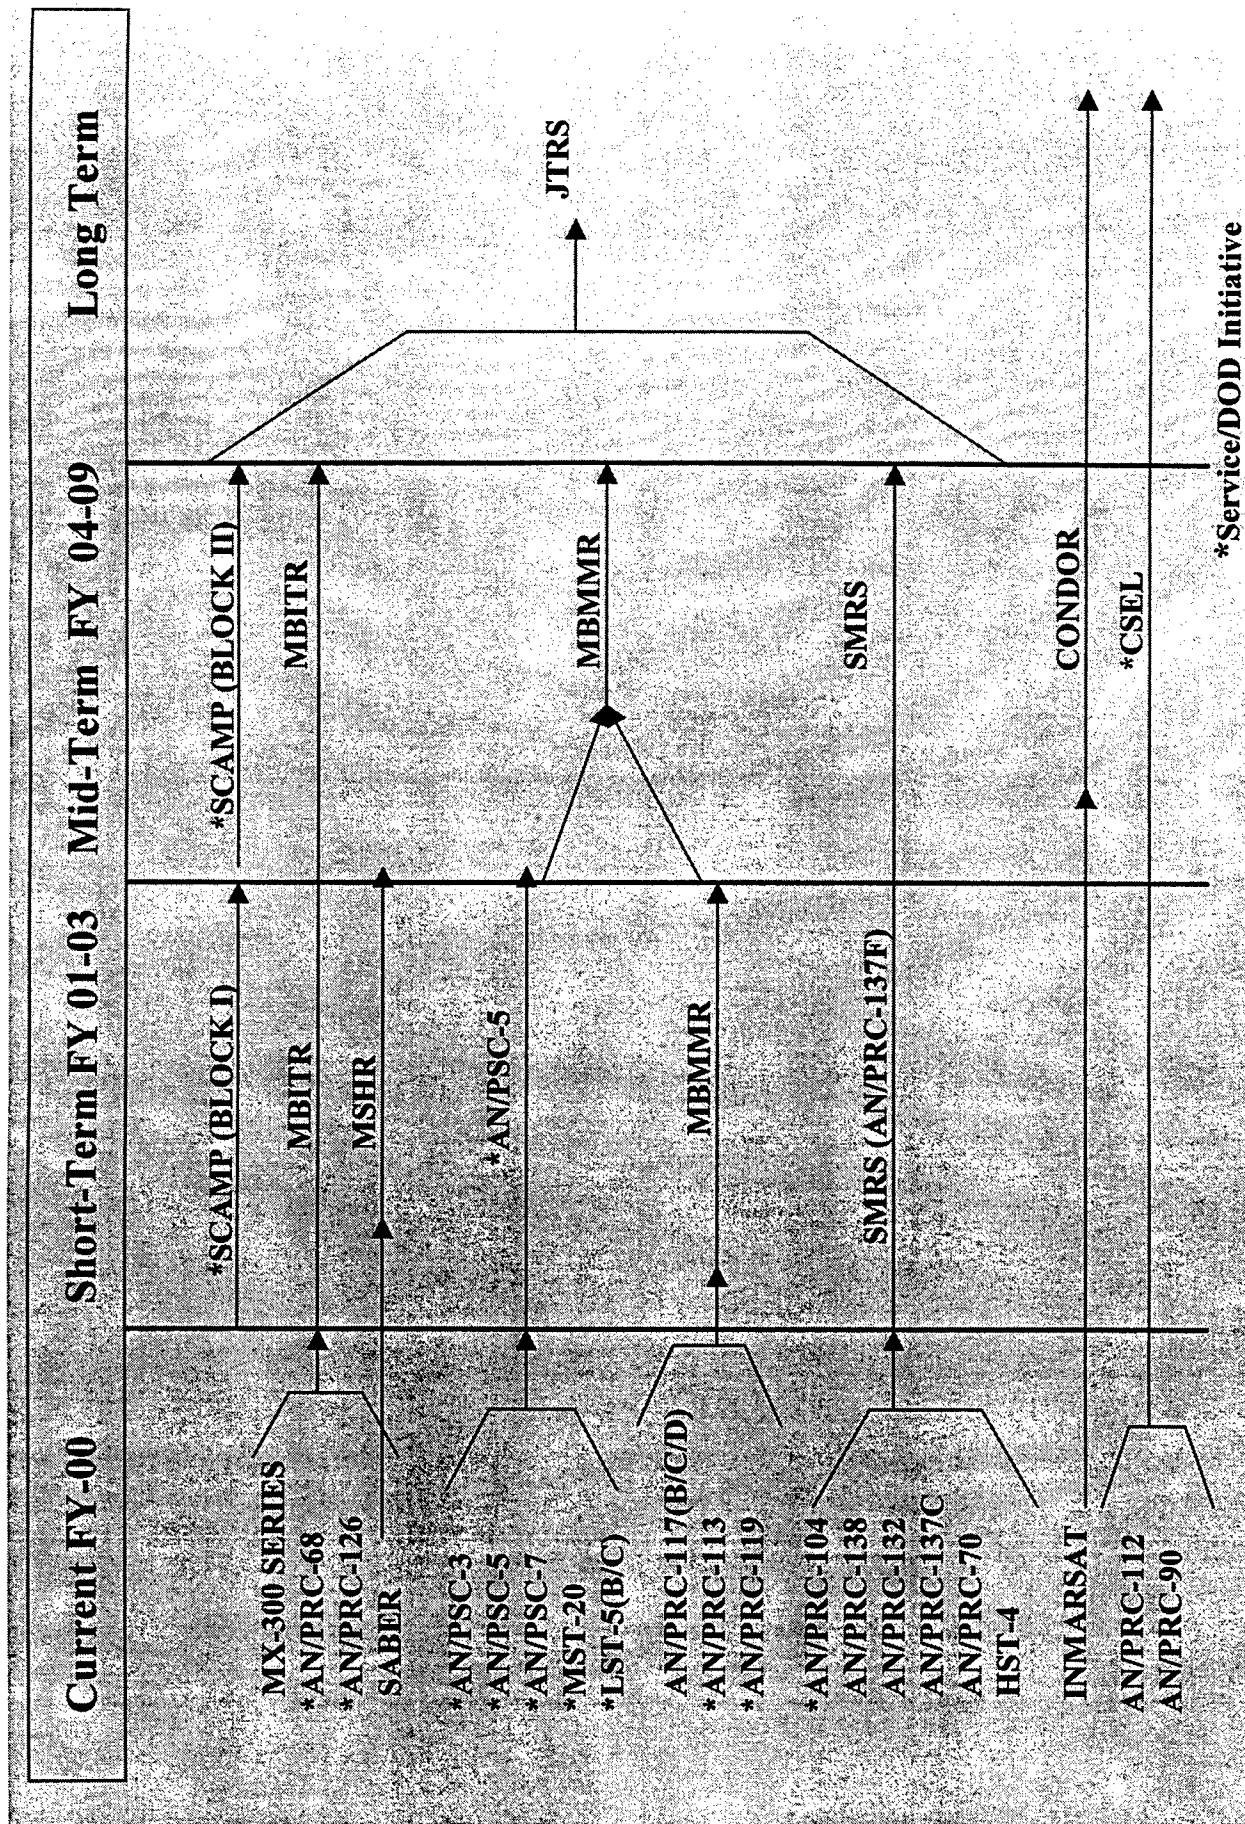 Current FY-00 Short-Term FY 01-03 Mid-Term FY 04-09 Long Term
*SCAMP (BLOCK I)
*SCAMP (BLOCK II)
MX-300 SERIES
*AN/PRC-68
*AN/PRC-126
SABER
MBITR
MBITR
MSHR
*AN/PSC-3
*AN/PSC-5
*AN/PSC-7
*MST-20
*LST-5(B/C)
*AN/PSC-5
AN/PRC-117(B/C/D)
*AN/PRC-113
*AN/PRC-119
MBMMR
MBMMR
JTRS
*AN/PRC-104
AN/PRC-138
AN/PRC-132
AN/PRC-137C
AN/PRC-70
HST-4
SMRS (AN/PRC-137F)
SMRS
INMARSAT
CONDOR
AN/PRC-112
AN/PRC-90
*CSEL
*Service/DOD Initiative